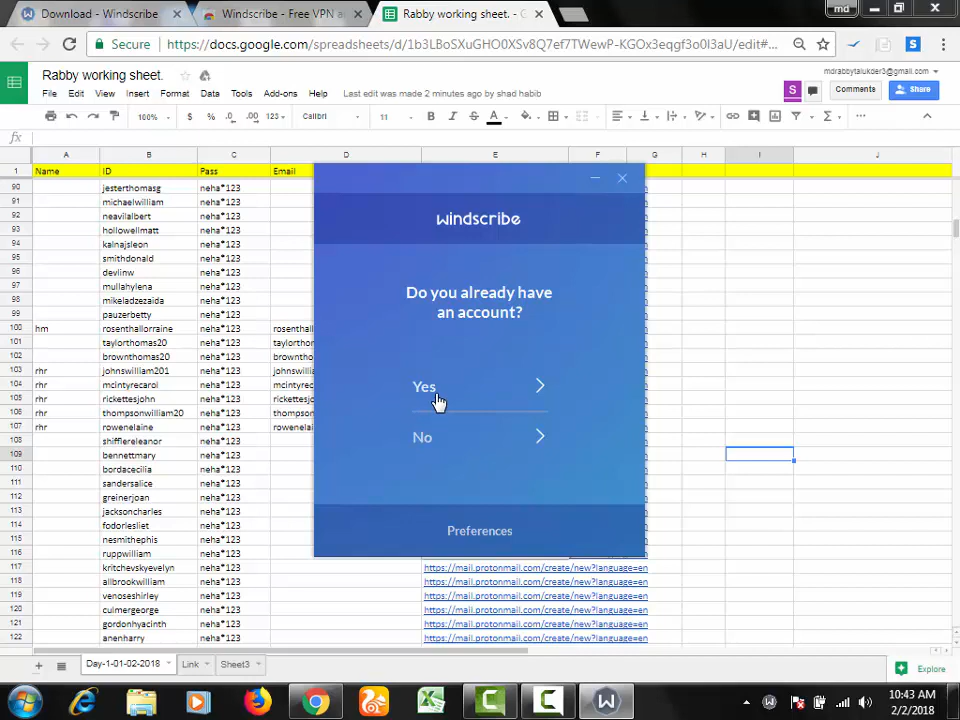 Download - Windscribe
Windscribe - Free VPN an
Rabby working sheet. - G
md
Secure
https://docs.google.com/spreadsheets/d/1b3LBoSXuGHO0XSv8Q7ef7TWewP-KGOx3eqgf3o0l3aU/edit#...
Rabby working sheet.
mdrabbytalukder3@gmail.com
File Edit View Insert Format Data Tools Add-ons Help Last edit was made 2 minutes ago by shad habib
S
Comments
Share
100% $ % .0 .00 123 Calibri 11 B I S A
fx
A B C D E F G H I J
1 Name ID Pass Email
90 jesterthomasg neha*123
91 michaelwilliam neha*123
92 neavilalbert neha*123
93 hollowellmatt neha*123
94 kalnajsleon neha*123
95 smithdonald neha*123
96 devlinw neha*123
97 mullahylena neha*123
98 mikeladzezaida neha*123
99 pauzerbetty neha*123
100 hm rosenthallorraine neha*123 rosenthall
101 taylorthomas20 neha*123 taylortho
102 brownthomas20 neha*123 brownthom
103 rhr johnswilliam201 neha*123 johnswilli
104 rhr mcintyrecarol neha*123 mcintyrec
105 rhr rickettesjohn neha*123 rickettesjo
106 rhr thompsonwilliam20 neha*123 thompson
107 rhr rowenelaine neha*123 rowenelai
108 shifflereleanor neha*123
109 bennettmary neha*123
110 bordacecilia neha*123
111 sandersalice neha*123
112 greinerjoan neha*123
113 jacksoncharles neha*123
114 fodoriesliet neha*123
115 nesmithephis neha*123
116 ruppwilliam neha*123
117 kritchevskyevelyn neha*123 https://mail.protonmail.com/create/new?language=en
118 allbrookwilliam neha*123 https://mail.protonmail.com/create/new?language=en
119 venoseshirley neha*123 https://mail.protonmail.com/create/new?language=en
120 culmergeorge neha*123 https://mail.protonmail.com/create/new?language=en
121 gordonhyacinth neha*123 https://mail.protonmail.com/create/new?language=en
122 anenharry neha*123 https://mail.protonmail.com/create/new?language=en
windscribe
Do you already have
an account?
Yes
No
Preferences
Day-1-01-02-2018
Link
Sheet3
Explore
10:43 AM
2/2/2018